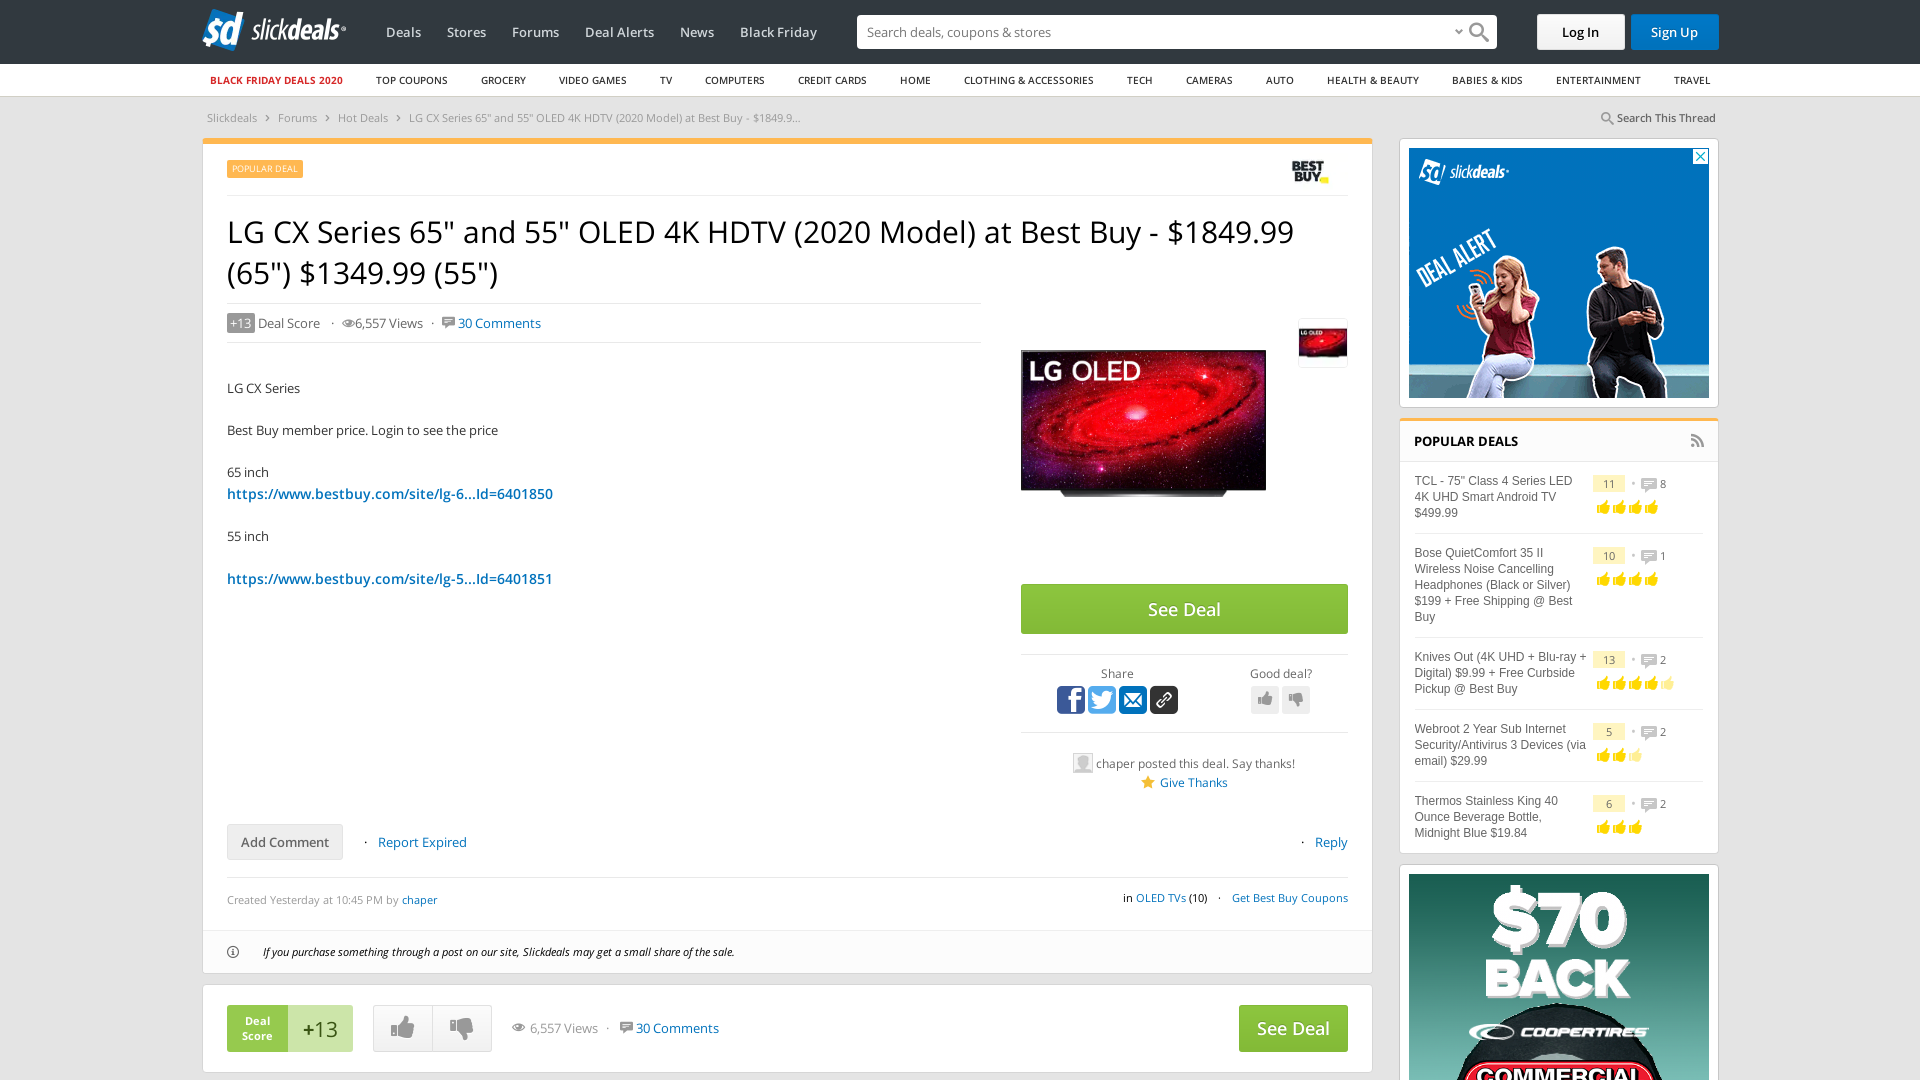 slickdeals
Deals
Stores
Forums
Deal Alerts
News
Black Friday
Search deals, coupons & stores
Log In
Sign Up
BLACK FRIDAY DEALS 2020
TOP COUPONS
GROCERY
VIDEO GAMES
TV
COMPUTERS
CREDIT CARDS
HOME
CLOTHING & ACCESSORIES
TECH
CAMERAS
AUTO
HEALTH & BEAUTY
BABIES & KIDS
ENTERTAINMENT
TRAVEL
Slickdeals › Forums › Hot Deals › LG CX Series 65" and 55" OLED 4K HDTV (2020 Model) at Best Buy - $1849.9...
Search This Thread
POPULAR DEAL
BEST
BUY
LG CX Series 65" and 55" OLED 4K HDTV (2020 Model) at Best Buy - $1849.99
(65") $1349.99 (55")
+13 Deal Score · 6,557 Views · 30 Comments
LG CX Series
Best Buy member price. Login to see the price
65 inch
https://www.bestbuy.com/site/lg-6...Id=6401850
55 inch
https://www.bestbuy.com/site/lg-5...Id=6401851
LG OLED
LG OLED
See Deal
Share
Good deal?
chaper posted this deal. Say thanks!
Give Thanks
Add Comment · Report Expired
· Reply
Created Yesterday at 10:45 PM by chaper
in OLED TVs (10) · Get Best Buy Coupons
If you purchase something through a post on our site, Slickdeals may get a small share of the sale.
Deal
Score
+13
6,557 Views · 30 Comments
See Deal
slickdeals
DEAL ALERT
POPULAR DEALS
TCL - 75" Class 4 Series LED
4K UHD Smart Android TV
$499.99
11 • 8
Bose QuietComfort 35 II
Wireless Noise Cancelling
Headphones (Black or Silver)
$199 + Free Shipping @ Best
Buy
10 • 1
Knives Out (4K UHD + Blu-ray +
Digital) $9.99 + Free Curbside
Pickup @ Best Buy
13 • 2
Webroot 2 Year Sub Internet
Security/Antivirus 3 Devices (via
email) $29.99
5 • 2
Thermos Stainless King 40
Ounce Beverage Bottle,
Midnight Blue $19.84
6 • 2
$70
BACK
COOPERTIRES
COMMERCIAL